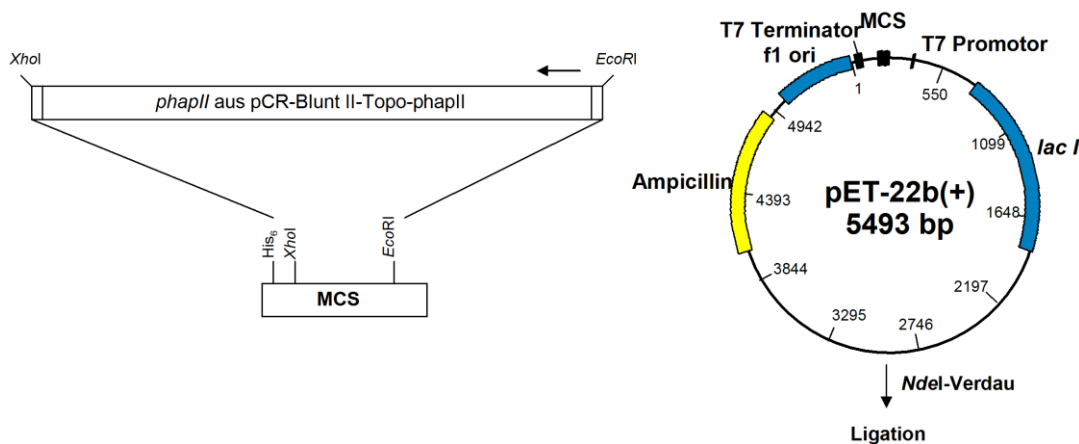 XhoI
EcoRI
phapII aus pCR-Blunt II-Topo-phapII
His6
XhoI
EcoRI
MCS
T7 Terminator
MCS
f1 ori
T7 Promotor
1
550
4942
1099
lac I
Ampicillin
4393
pET-22b(+)
5493 bp
1648
3844
2197
3295
2746
NdeI-Verdau
Ligation